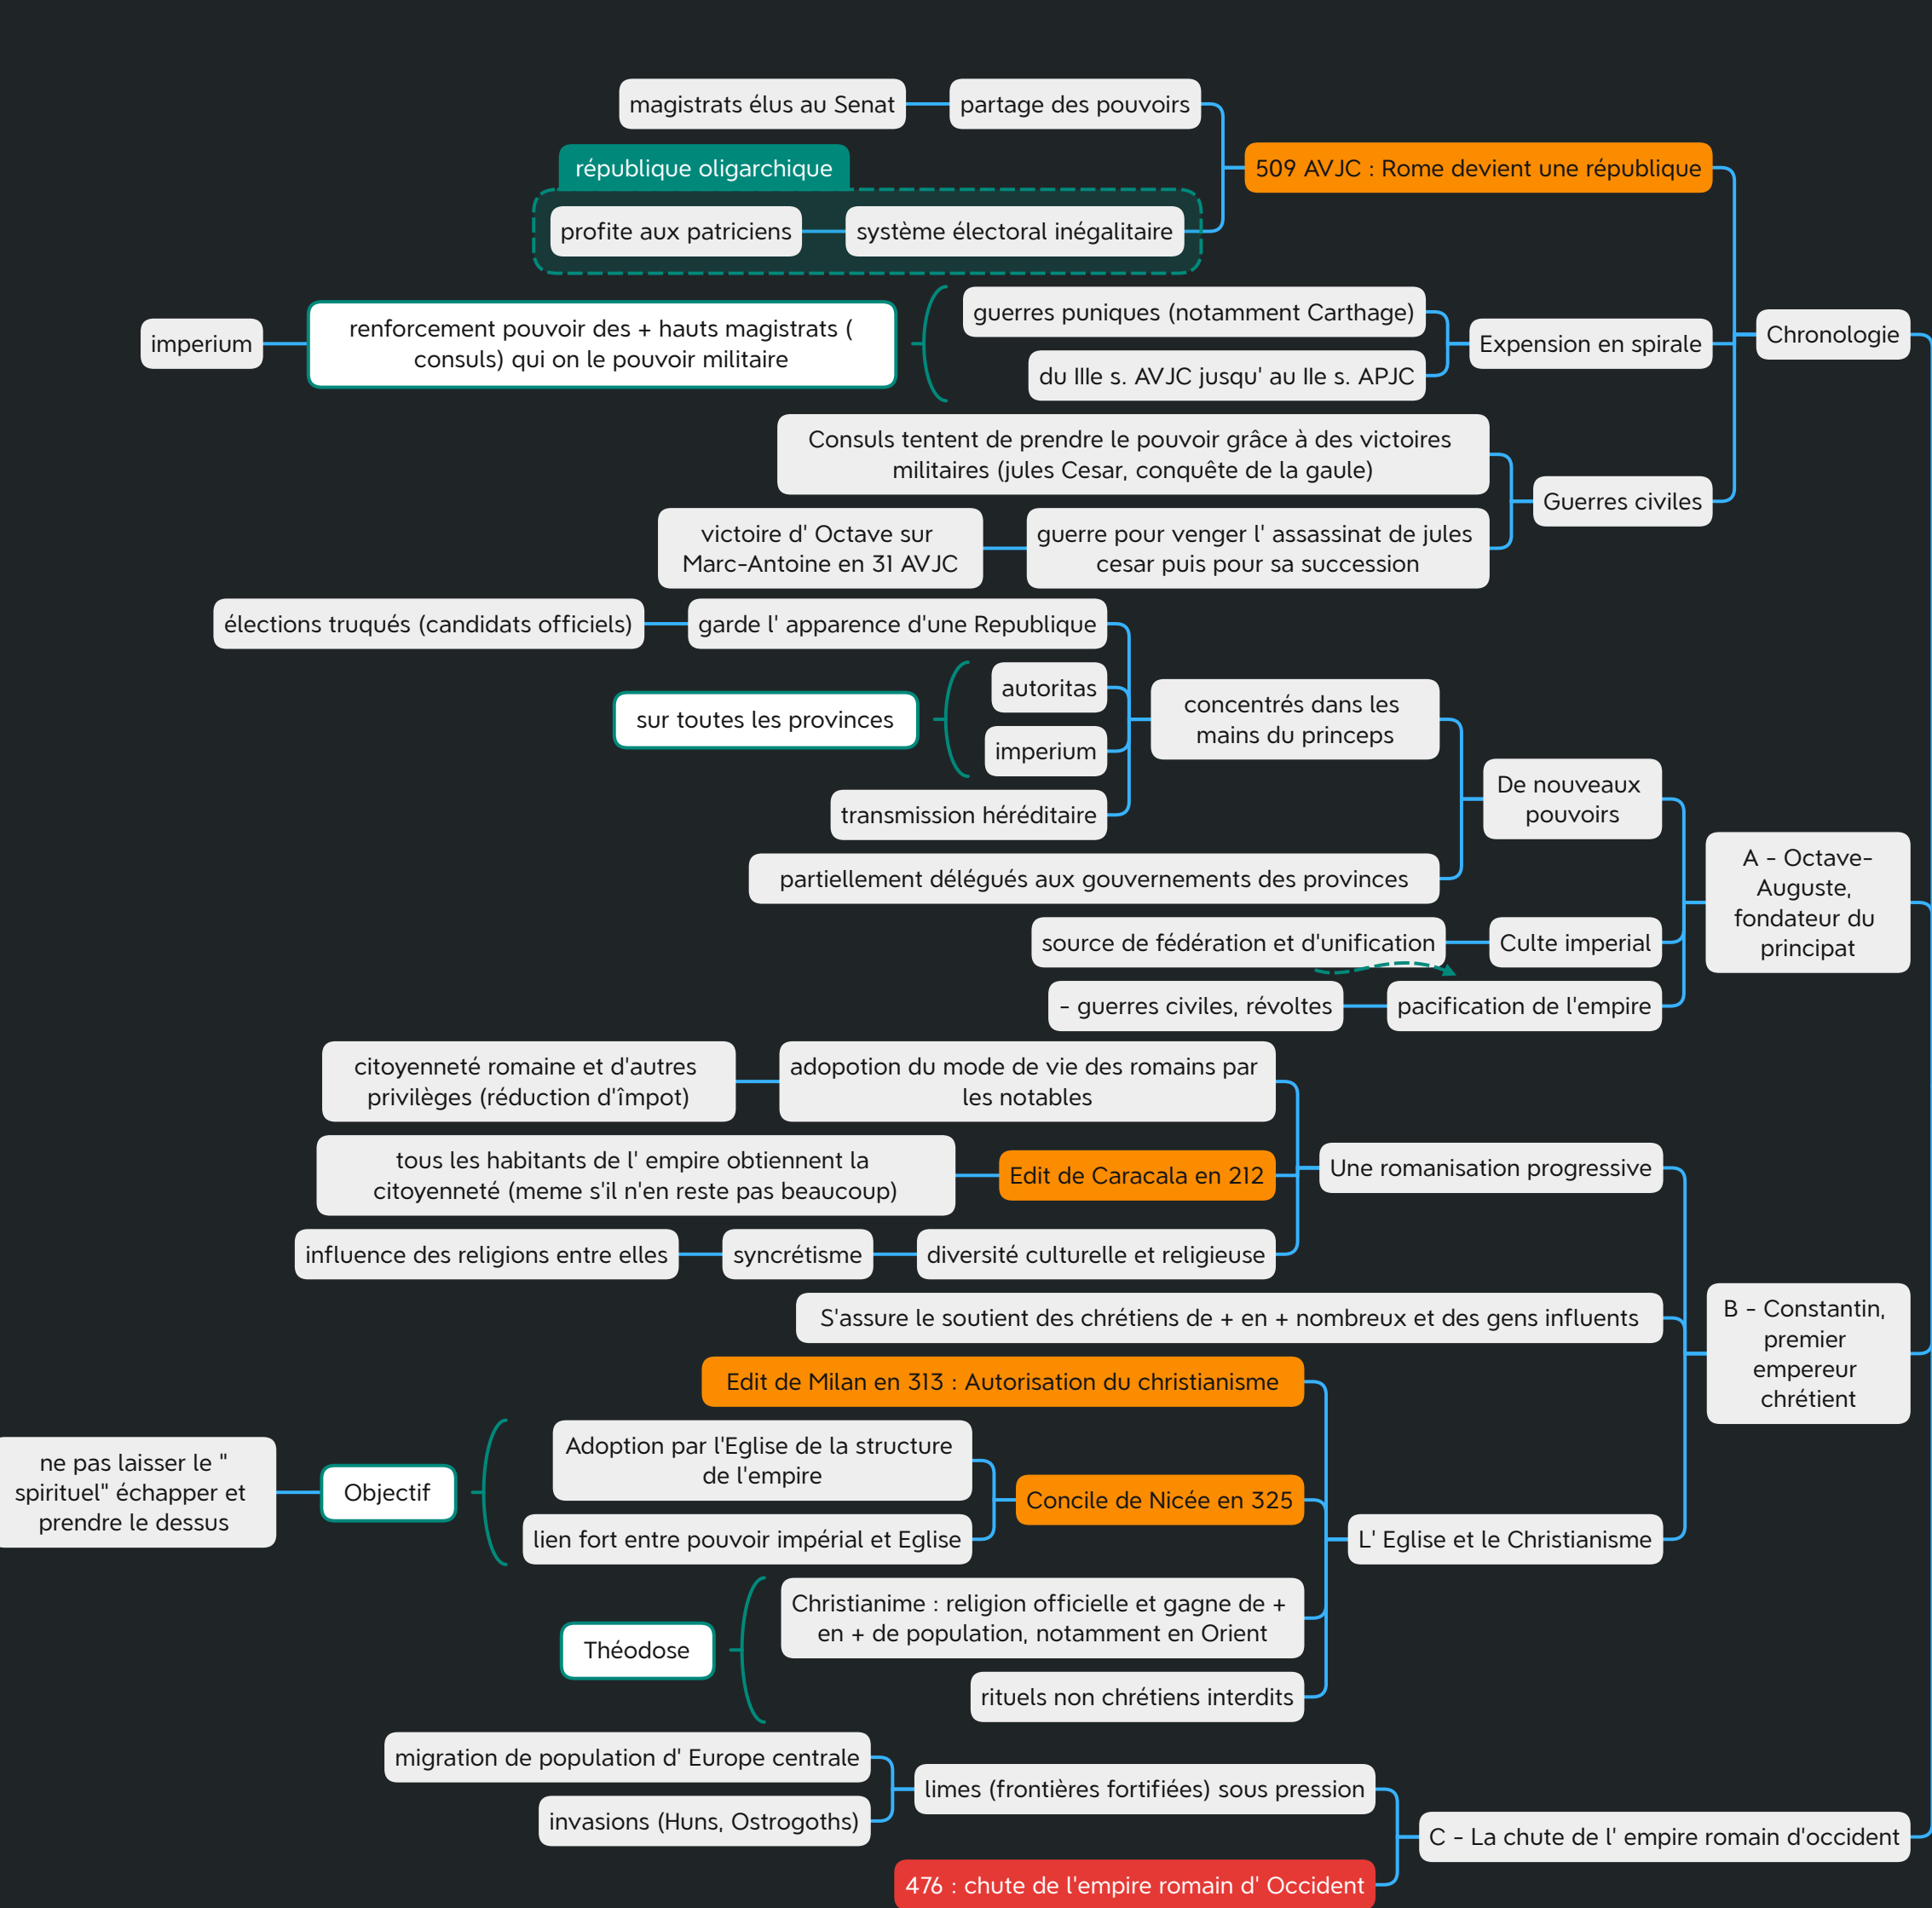 magistrats élus au Senat
partage des pouvoirs
république oligarchique
509 AVJC : Rome devient une république
profite aux patriciens
système électoral inégalitaire
imperium
renforcement pouvoir des + hauts magistrats (
consuls) qui on le pouvoir militaire
guerres puniques (notamment Carthage)
Expension en spirale
Chronologie
du IIIe s. AVJC jusqu' au IIe s. APJC
Consuls tentent de prendre le pouvoir grâce à des victoires
militaires (jules Cesar, conquête de la gaule)
Guerres civiles
victoire d' Octave sur
Marc-Antoine en 31 AVJC
guerre pour venger l' assassinat de jules
cesar puis pour sa succession
élections truqués (candidats officiels)
garde l' apparence d'une Republique
autoritas
sur toutes les provinces
imperium
concentrés dans les
mains du princeps
transmission héréditaire
De nouveaux
pouvoirs
partiellement délégués aux gouvernements des provinces
A - Octave-
Auguste,
fondateur du
principat
source de fédération et d'unification
Culte imperial
- guerres civiles, révoltes
pacification de l'empire
citoyenneté romaine et d'autres
privilèges (réduction d'împot)
adopotion du mode de vie des romains par
les notables
tous les habitants de l' empire obtiennent la
citoyenneté (meme s'il n'en reste pas beaucoup)
Edit de Caracala en 212
Une romanisation progressive
influence des religions entre elles
syncrétisme
diversité culturelle et religieuse
S'assure le soutient des chrétiens de + en + nombreux et des gens influents
B - Constantin,
premier
empereur
chrétient
Edit de Milan en 313 : Autorisation du christianisme
ne pas laisser le "
spirituel" échapper et
prendre le dessus
Objectif
Adoption par l'Eglise de la structure
de l'empire
Concile de Nicée en 325
lien fort entre pouvoir impérial et Eglise
L' Eglise et le Christianisme
Théodose
Christianime : religion officielle et gagne de +
en + de population, notamment en Orient
rituels non chrétiens interdits
migration de population d' Europe centrale
limes (frontières fortifiées) sous pression
invasions (Huns, Ostrogoths)
C - La chute de l' empire romain d'occident
476 : chute de l'empire romain d' Occident